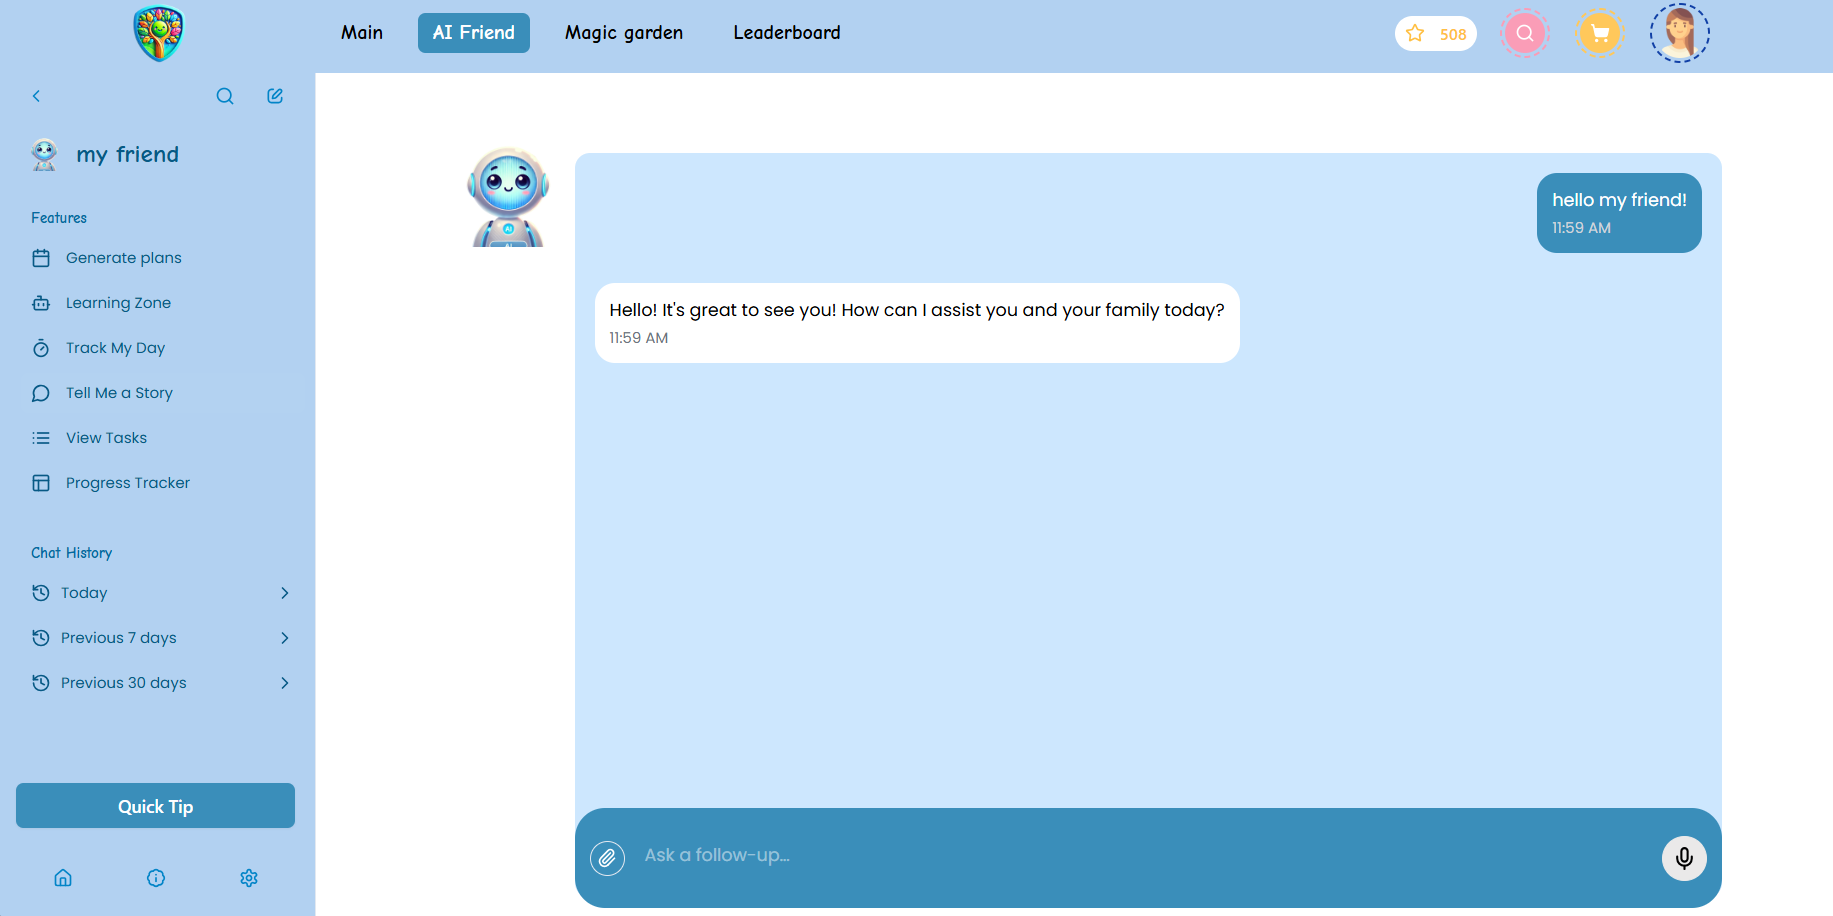 Main
AI Friend
Magic garden
Leaderboard
508
my friend
Features
Generate plans
Learning Zone
Track My Day
Tell Me a Story
View Tasks
Progress Tracker
Chat History
Today
Previous 7 days
Previous 30 days
Quick Tip
AI
AI
hello my friend!
11:59 AM
Hello! It's great to see you! How can I assist you and your family today?
11:59 AM
Ask a follow-up...